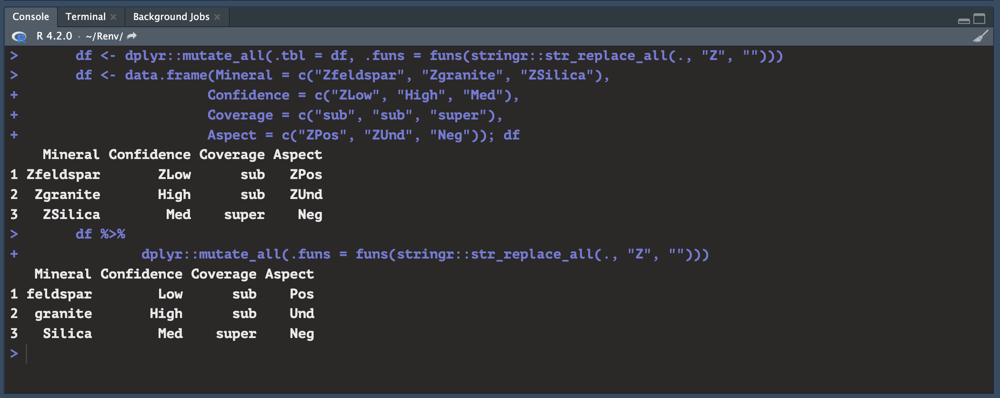 Console Terminal × Background Jobs ×
R R 4.2.0 · ~/Renv/
> df <- dplyr::mutate_all(.tbl = df, .funs = funs(stringr::str_replace_all(., "Z", "")))
> df <- data.frame(Mineral = c("Zfeldspar", "Zgranite", "ZSilica"),
+ Confidence = c("ZLow", "High", "Med"),
+ Coverage = c("sub", "sub", "super"),
+ Aspect = c("ZPos", "ZUnd", "Neg")); df
Mineral Confidence Coverage Aspect
1 Zfeldspar ZLow sub ZPos
2 Zgranite High sub ZUnd
3 ZSilica Med super Neg
> df %>%
+ dplyr::mutate_all(.funs = funs(stringr::str_replace_all(., "Z", "")))
Mineral Confidence Coverage Aspect
1 feldspar Low sub Pos
2 granite High sub Und
3 Silica Med super Neg
>